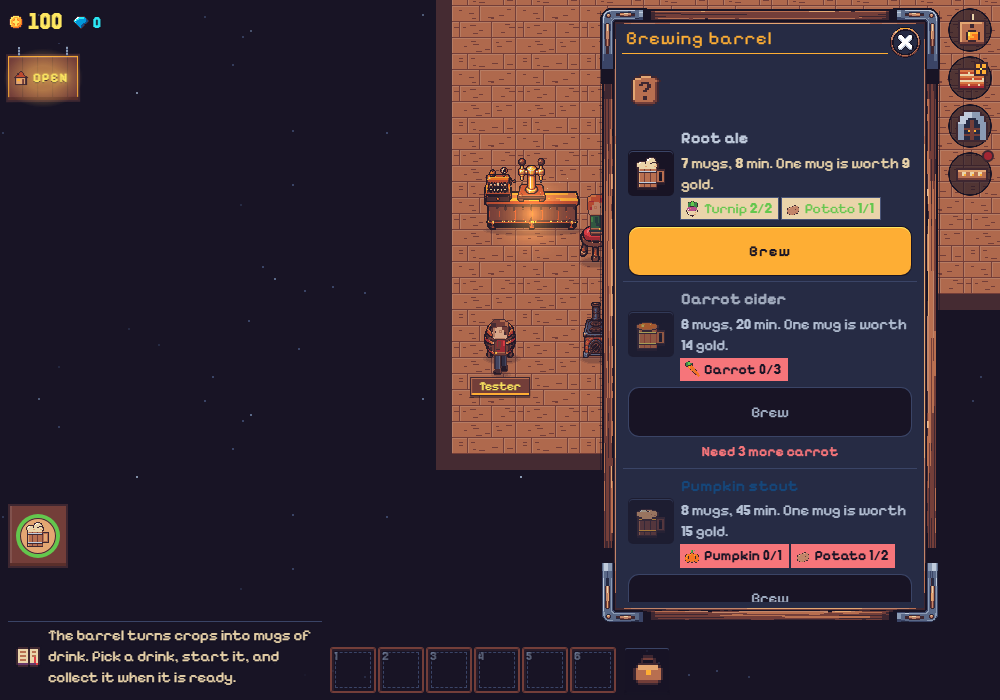 100 0
OPEN
Brewing barrel
?
Root ale
7 mugs, 8 min. One mug is worth 9
gold.
Turnip 2/2 Potato 1/1
Brew
Carrot cider
8 mugs, 20 min. One mug is worth
14 gold.
Carrot 0/3
Brew
Need 3 more carrot
Pumpkin stout
8 mugs, 45 min. One mug is worth
15 gold.
Pumpkin 0/1 Potato 1/2
Brew
Tester
The barrel turns crops into mugs of
drink. Pick a drink, start it, and
collect it when it is ready.
1 2 3 4 5 6